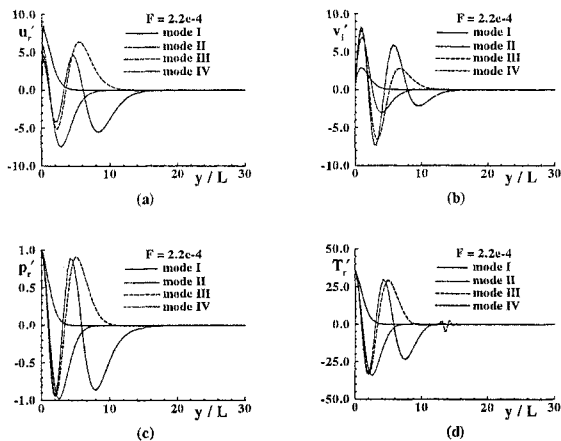 10.0
u_r′
5.0
0.0
-5.0
-10.0
F = 2.2e-4
mode I
mode II
mode III
mode IV
0
10
20
30
y / L
(a)
10.0
v_i′
5.0
0.0
-5.0
-10.0
F = 2.2e-4
mode I
mode II
mode III
mode IV
0
10
20
30
y / L
(b)
1.0
p_r′
0.5
0.0
-0.5
-1.0
F = 2.2e-4
mode I
mode II
mode III
mode IV
0
10
20
30
y / L
(c)
50.0
T_r′
25.0
0.0
-25.0
-50.0
F = 2.2e-4
mode I
mode II
mode III
mode IV
0
10
20
30
y / L
(d)